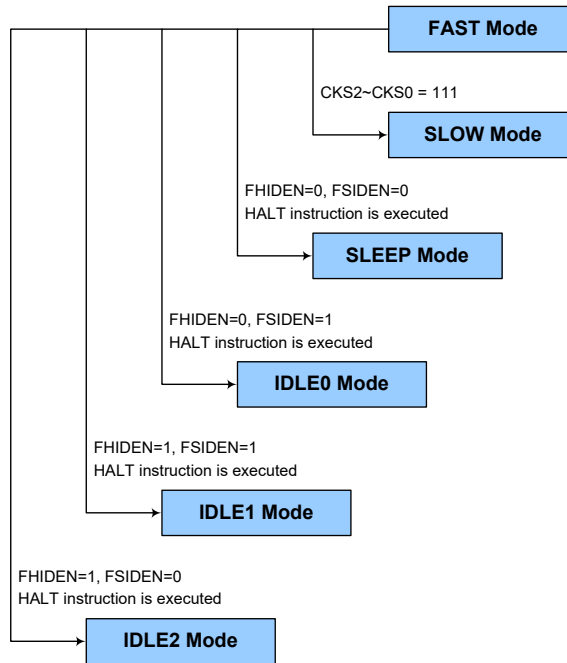 FAST Mode
CKS2~CKS0 = 111
SLOW Mode
FHIDEN=0, FSIDEN=0
HALT instruction is executed
SLEEP Mode
FHIDEN=0, FSIDEN=1
HALT instruction is executed
IDLE0 Mode
FHIDEN=1, FSIDEN=1
HALT instruction is executed
IDLE1 Mode
FHIDEN=1, FSIDEN=0
HALT instruction is executed
IDLE2 Mode